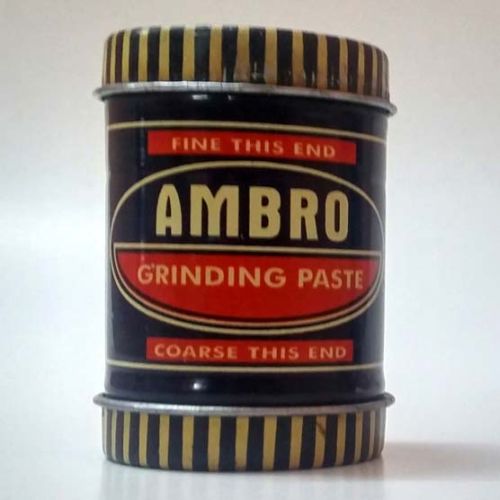 FINE THIS END
AMBRO
GRINDING PASTE
COARSE THIS END